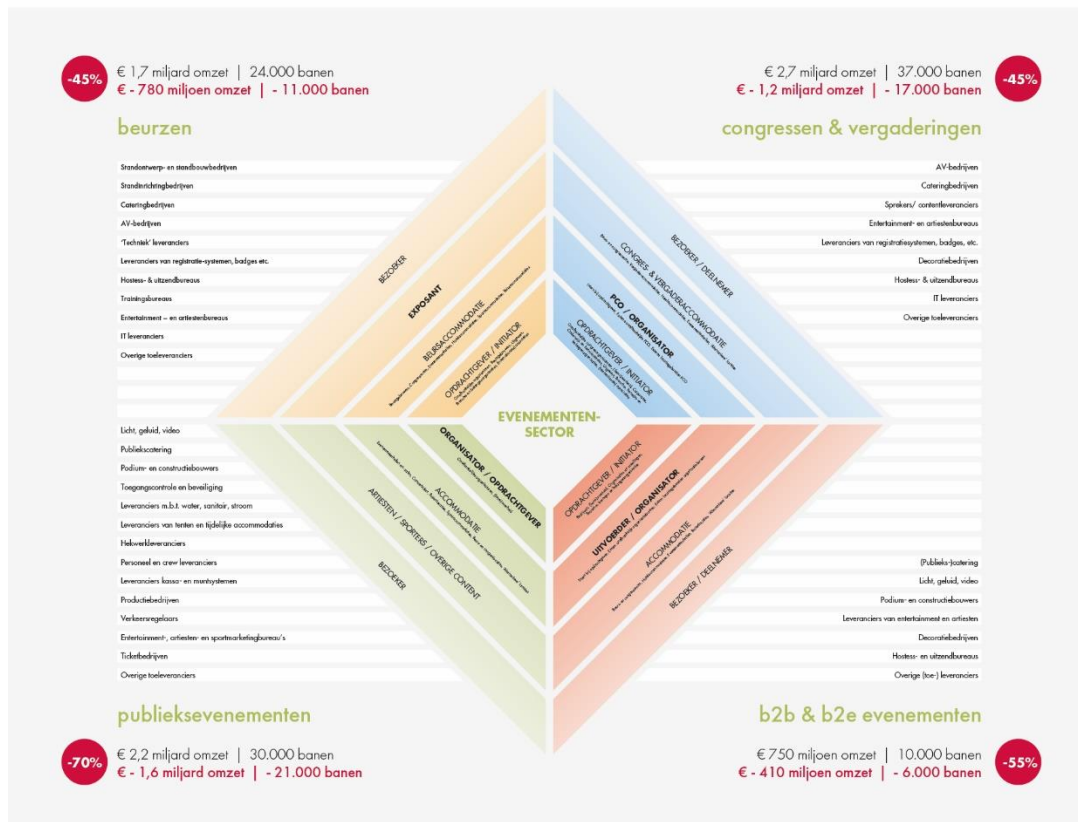 -45%
€ 1,7 miljard omzet | 24.000 banen
€ - 780 miljoen omzet | - 11.000 banen
beurzen
Standontwerp- en standbouwbedrijven
Standinrichtingbedrijven
Cateringbedrijven
AV-bedrijven
'Techniek' leveranciers
Leveranciers van registratie-systemen, badges etc.
Hostess- & uitzendbureaus
Trainingsbureaus
Entertainment – en artiestenbureaus
IT leveranciers
Overige toeleveranciers
€ 2,7 miljard omzet | 37.000 banen
€ - 1,2 miljard omzet | - 17.000 banen
-45%
congressen & vergaderingen
AV-bedrijven
Cateringbedrijven
Sprekers/ contentleveranciers
Entertainment- en artiestenbureaus
Leveranciers van registratiesystemen, badges, etc.
Decoratiebedrijven
Hostess- & uitzendbureaus
IT leveranciers
Overige toeleveranciers
BEZOEKER
EXPOSANT
BEURSACCOMMODATIE
OPDRACHTGEVER / INITIATOR
BEZOEKER / DEELNEMER
CONGRES- & VERGADERACCOMMODATIE
PCO / ORGANISATOR
OPDRACHTGEVER / INITIATOR
EVENEMENTEN-
SECTOR
ORGANISATOR / OPDRACHTGEVER
ACCOMMODATIE
ARTIESTEN / SPORTERS / OVERIGE CONTENT
BEZOEKER
OPDRACHTGEVER / INITIATOR
UITVOERDER / ORGANISATOR
ACCOMMODATIE
BEZOEKER / DEELNEMER
Licht, geluid, video
Publiekscatering
Podium- en constructiebouwers
Toegangscontrole en beveiliging
Leveranciers m.b.t. water, sanitair, stroom
Leveranciers van tenten en tijdelijke accommodaties
Hekwerkleveranciers
Personeel en crew leveranciers
Leveranciers kassa- en muntsystemen
Productiebedrijven
Verkeersregelaars
Entertainment-, artiesten- en sportmarketingbureau's
Ticketbedrijven
Overige toeleveranciers
publieksevenementen
-70%
€ 2,2 miljard omzet | 30.000 banen
€ - 1,6 miljard omzet | - 21.000 banen
(Publieks-)catering
Licht, geluid, video
Podium- en constructiebouwers
Leveranciers van entertainment en artiesten
Decoratiebedrijven
Hostess- en uitzendbureaus
Overige (toe-) leveranciers
b2b & b2e evenementen
€ 750 miljoen omzet | 10.000 banen
€ - 410 miljoen omzet | - 6.000 banen
-55%